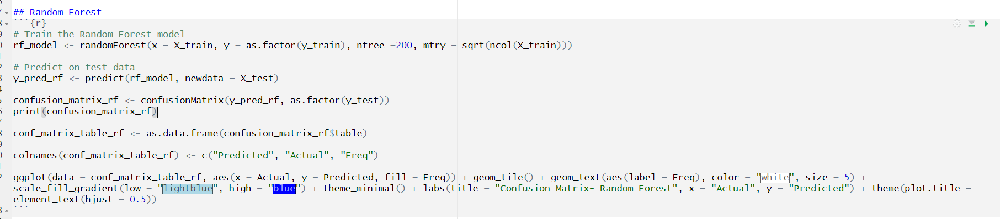 ## Random Forest
```{r}
# Train the Random Forest model
rf_model <- randomForest(x = X_train, y = as.factor(y_train), ntree =200, mtry = sqrt(ncol(X_train)))
# Predict on test data
y_pred_rf <- predict(rf_model, newdata = X_test)
confusion_matrix_rf <- confusionMatrix(y_pred_rf, as.factor(y_test))
print(confusion_matrix_rf)
conf_matrix_table_rf <- as.data.frame(confusion_matrix_rf$table)
colnames(conf_matrix_table_rf) <- c("Predicted", "Actual", "Freq")
ggplot(data = conf_matrix_table_rf, aes(x = Actual, y = Predicted, fill = Freq)) + geom_tile() + geom_text(aes(label = Freq), color = "white", size = 5) +
scale_fill_gradient(low = "lightblue", high = "blue") + theme_minimal() + labs(title = "Confusion Matrix- Random Forest", x = "Actual", y = "Predicted") + theme(plot.title =
element_text(hjust = 0.5))
```